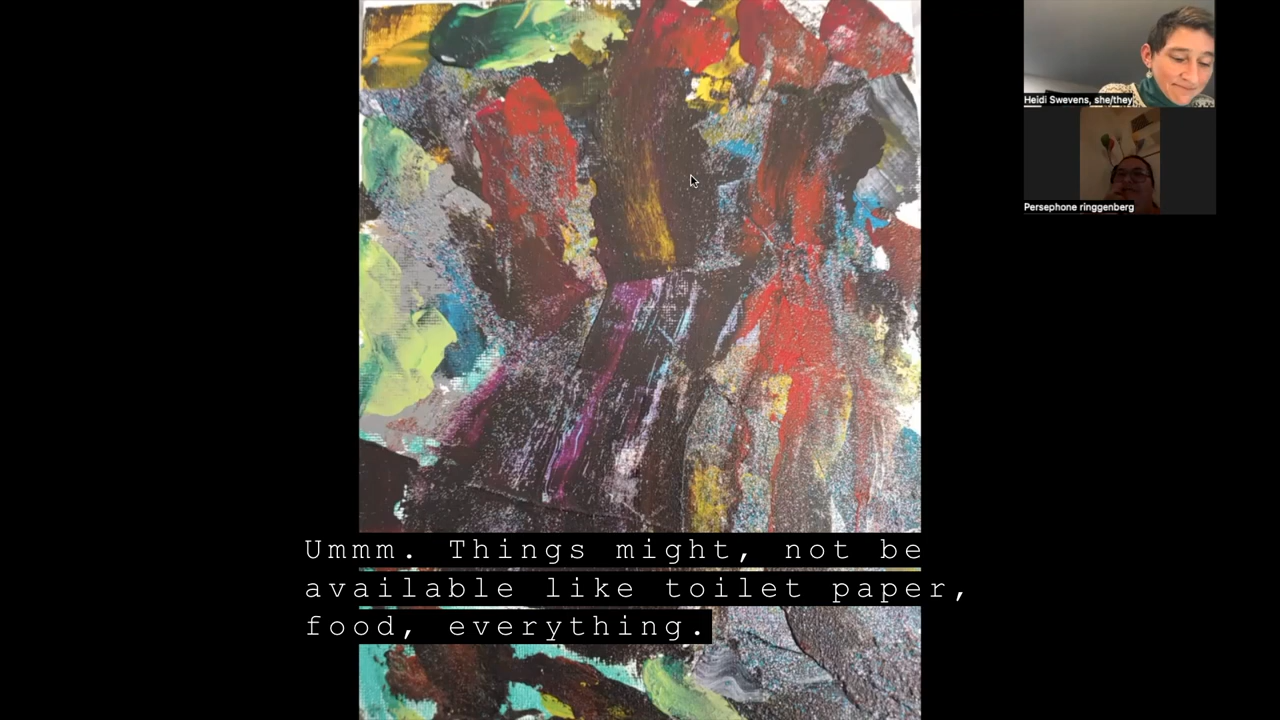 Heidi Swevens, she/they
Persephone ringgenberg
Ummm. Things might, not be
available like toilet paper,
food, everything.